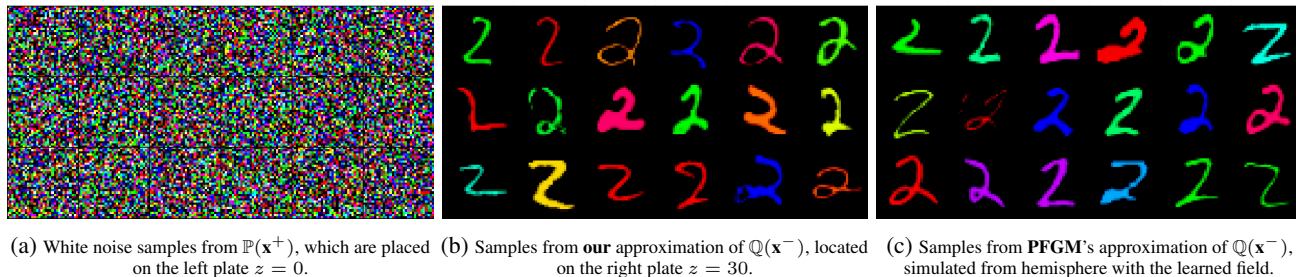 (a) White noise samples from ℙ(x⁺), which are placed
on the left plate z = 0.
(b) Samples from our approximation of ℚ(x⁻), located
on the right plate z = 30.
(c) Samples from PFGM's approximation of ℚ(x⁻),
simulated from hemisphere with the learned field.